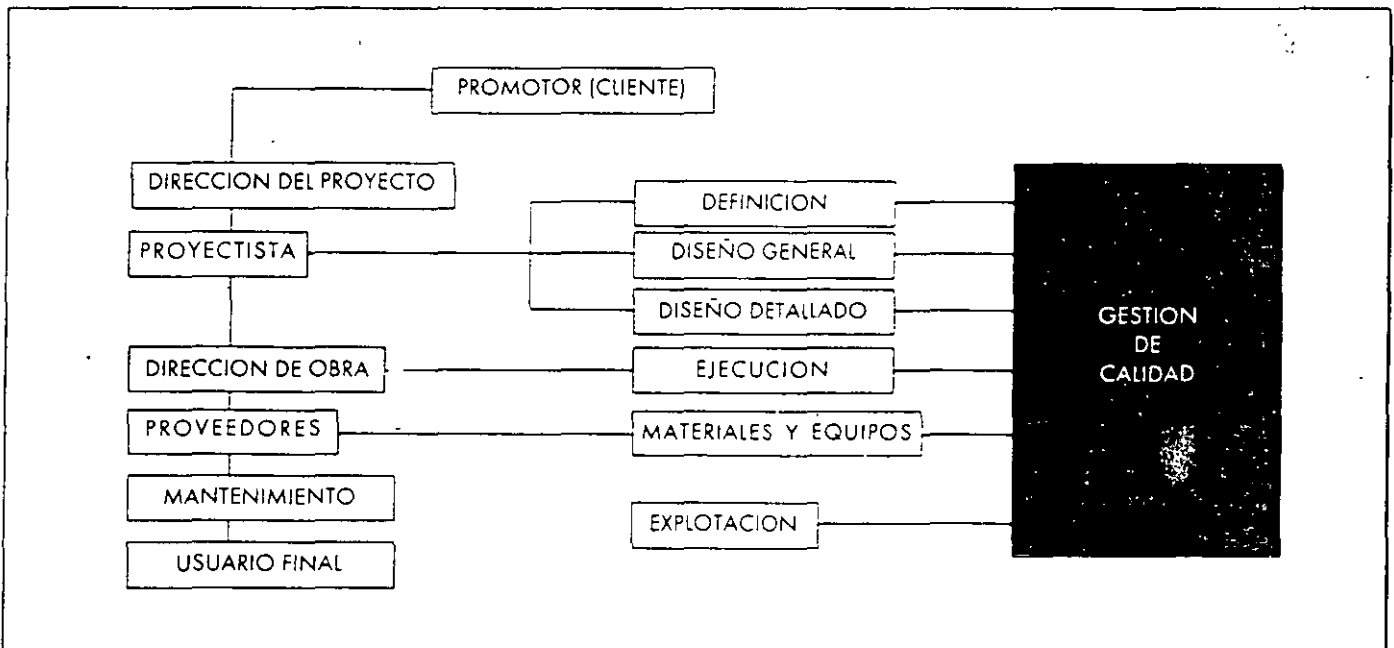 PROMOTOR (CLIENTE)
DIRECCION DEL PROYECTO
PROYECTISTA
DIRECCION DE OBRA
PROVEEDORES
MANTENIMIENTO
USUARIO FINAL
DEFINICION
DISEÑO GENERAL
DISEÑO DETALLADO
EJECUCION
MATERIALES Y EQUIPOS
EXPLOTACION
GESTION
DE
CALIDAD